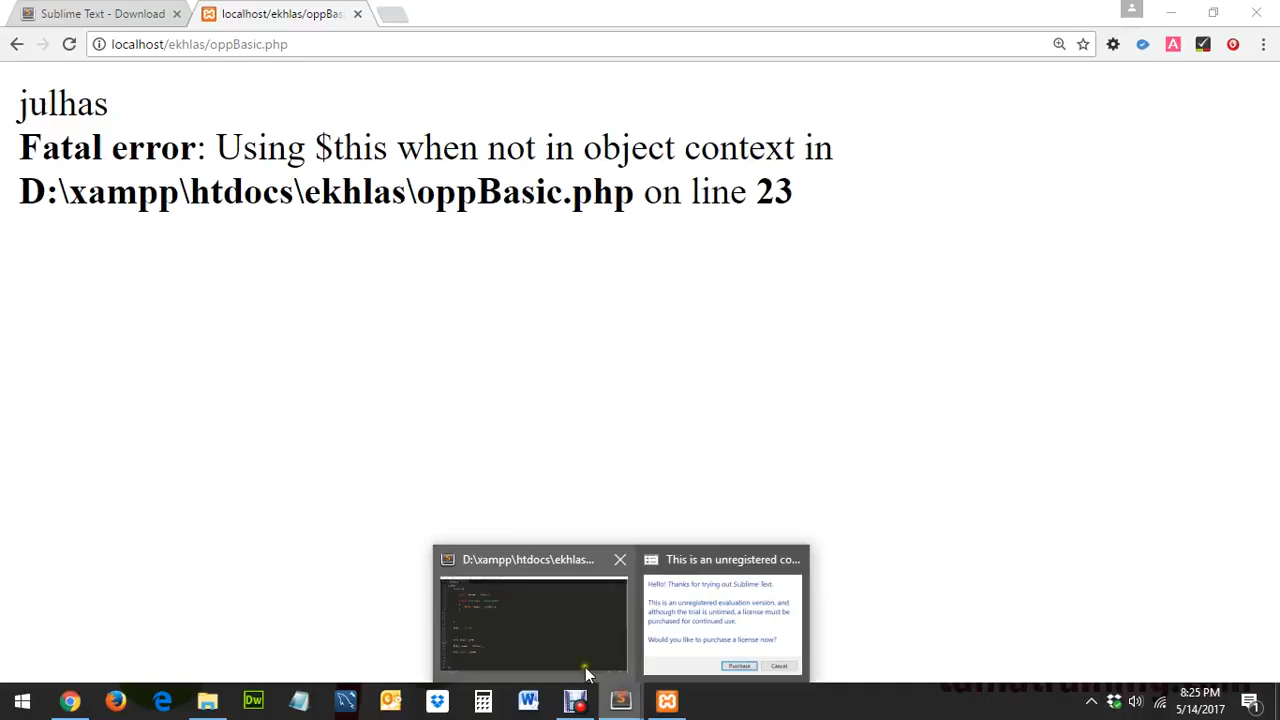 Sublime Text - Download
localhost/ekhlas/oppBas
localhost/ekhlas/oppBasic.php
julhas
Fatal error: Using $this when not in object context in
D:\xampp\htdocs\ekhlas\oppBasic.php on line 23
D:\xampp\htdocs\ekhlas...
This is an unregistered co...
Hello! Thanks for trying out Sublime Text.
This is an unregistered evaluation version, and
although the trial is untimed, a license must be
purchased for continued use.
Would you like to purchase a license now?
Purchase
Cancel
8:25 PM
5/14/2017